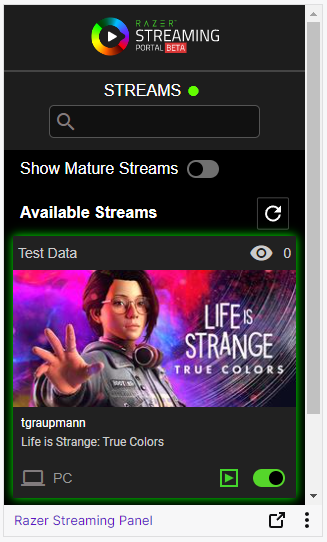 RAZER
STREAMING
PORTAL BETA
STREAMS
Show Mature Streams
Available Streams
Test Data
0
LIFE IS
STRANGE
TRUE COLORS
tgraupmann
Life is Strange: True Colors
PC
Razer Streaming Panel